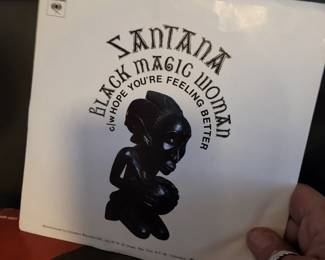 SANTANA
BLACK MAGIC WOMAN
c/w HOPE YOU'RE FEELING BETTER